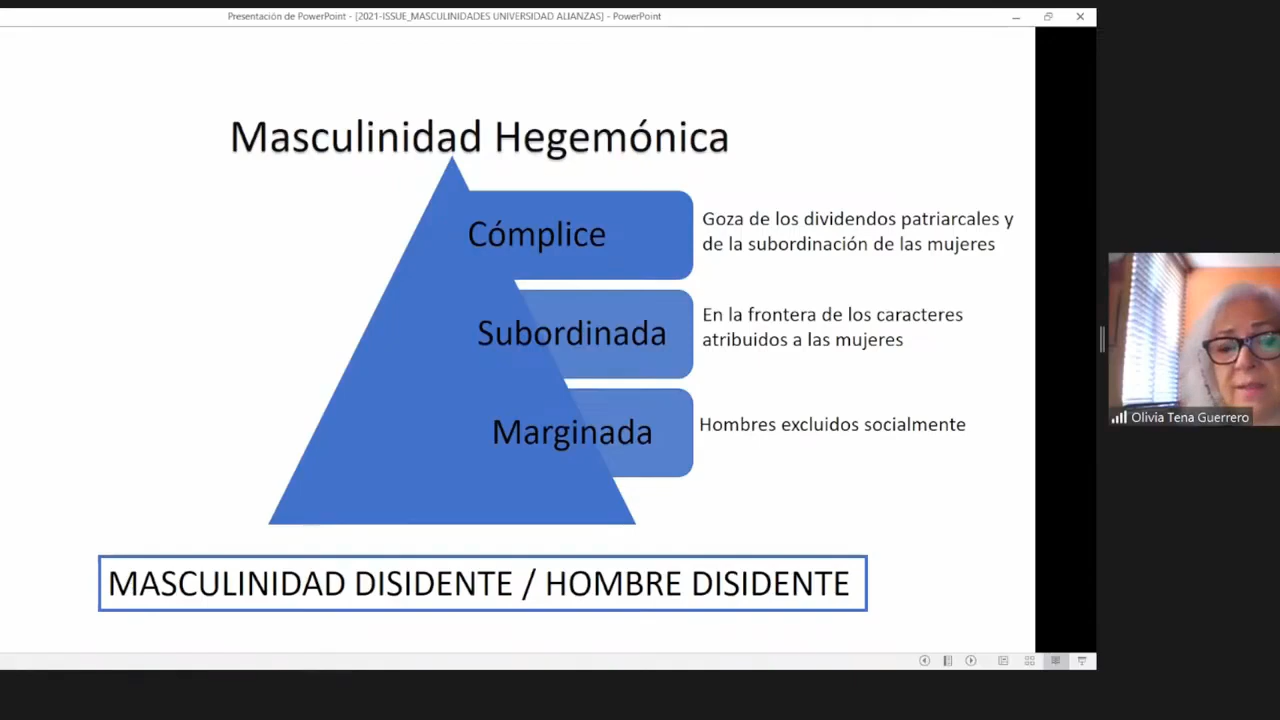 Presentación de PowerPoint - [2021-ISSUE_MASCULINIDADES UNIVERSIDAD ALIANZAS] - PowerPoint
Masculinidad Hegemónica
Cómplice
Goza de los dividendos patriarcales y
de la subordinación de las mujeres
Subordinada
En la frontera de los caracteres
atribuidos a las mujeres
Marginada
Hombres excluidos socialmente
MASCULINIDAD DISIDENTE / HOMBRE DISIDENTE
Olivia Tena Guerrero